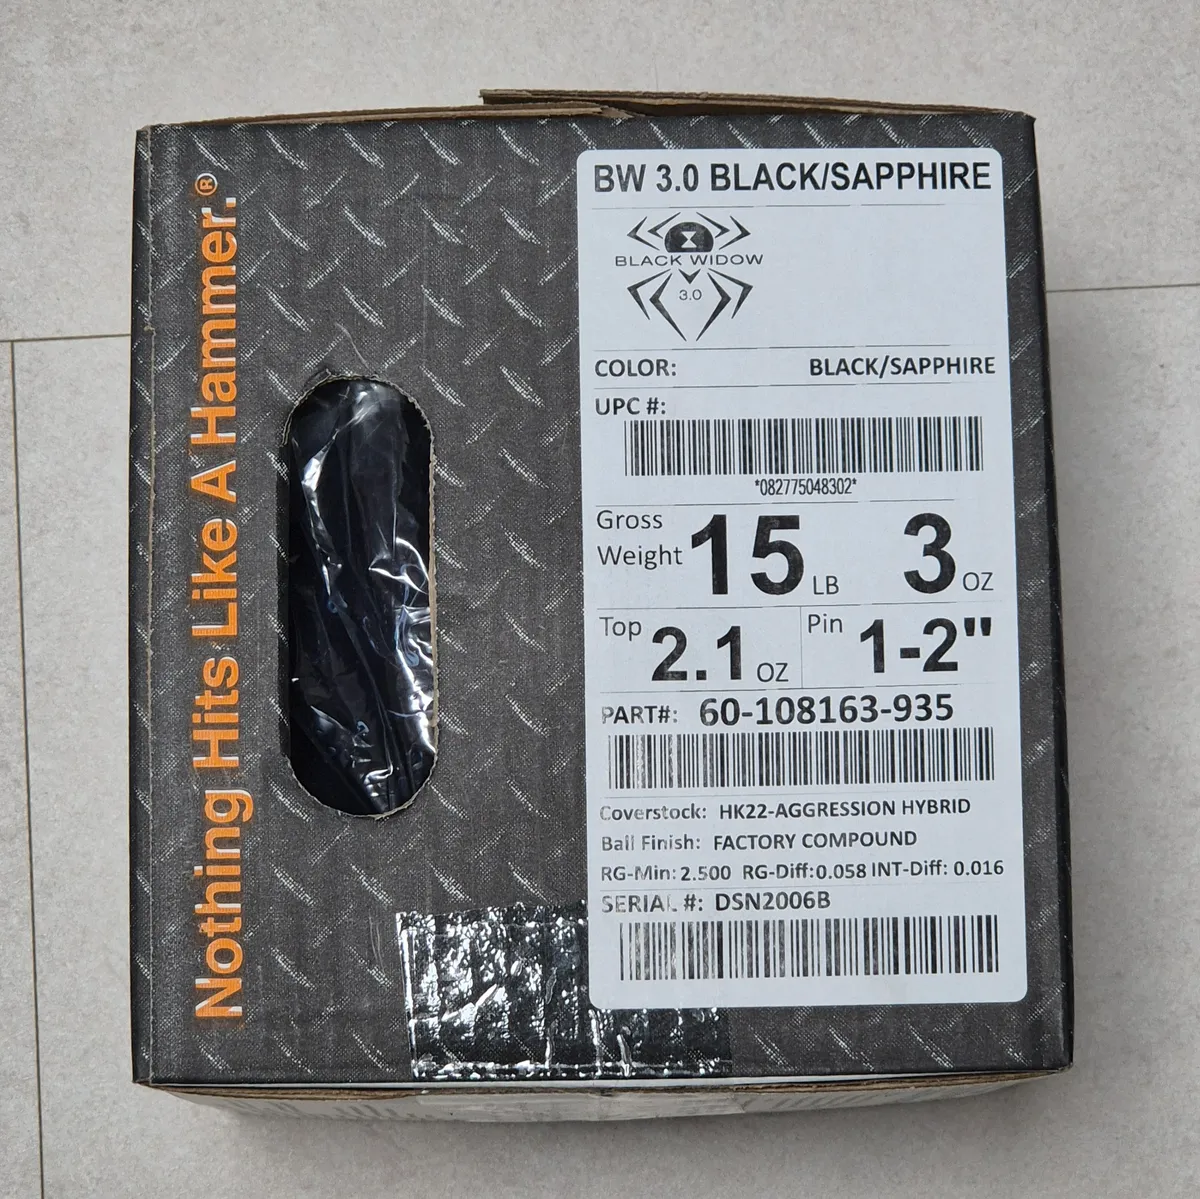 Nothing Hits Like A Hammer.®
BW 3.0 BLACK/SAPPHIRE
BLACK WIDOW
3.0
COLOR: BLACK/SAPPHIRE
UPC #:
*082775048302*
Gross Weight 15 LB 3 OZ
Top 2.1 OZ Pin 1-2"
PART#: 60-108163-935
Coverstock: HK22-AGGRESSION HYBRID
Ball Finish: FACTORY COMPOUND
RG-Min: 2.500 RG-Diff:0.058 INT-Diff: 0.016
SERIAL #: DSN2006B